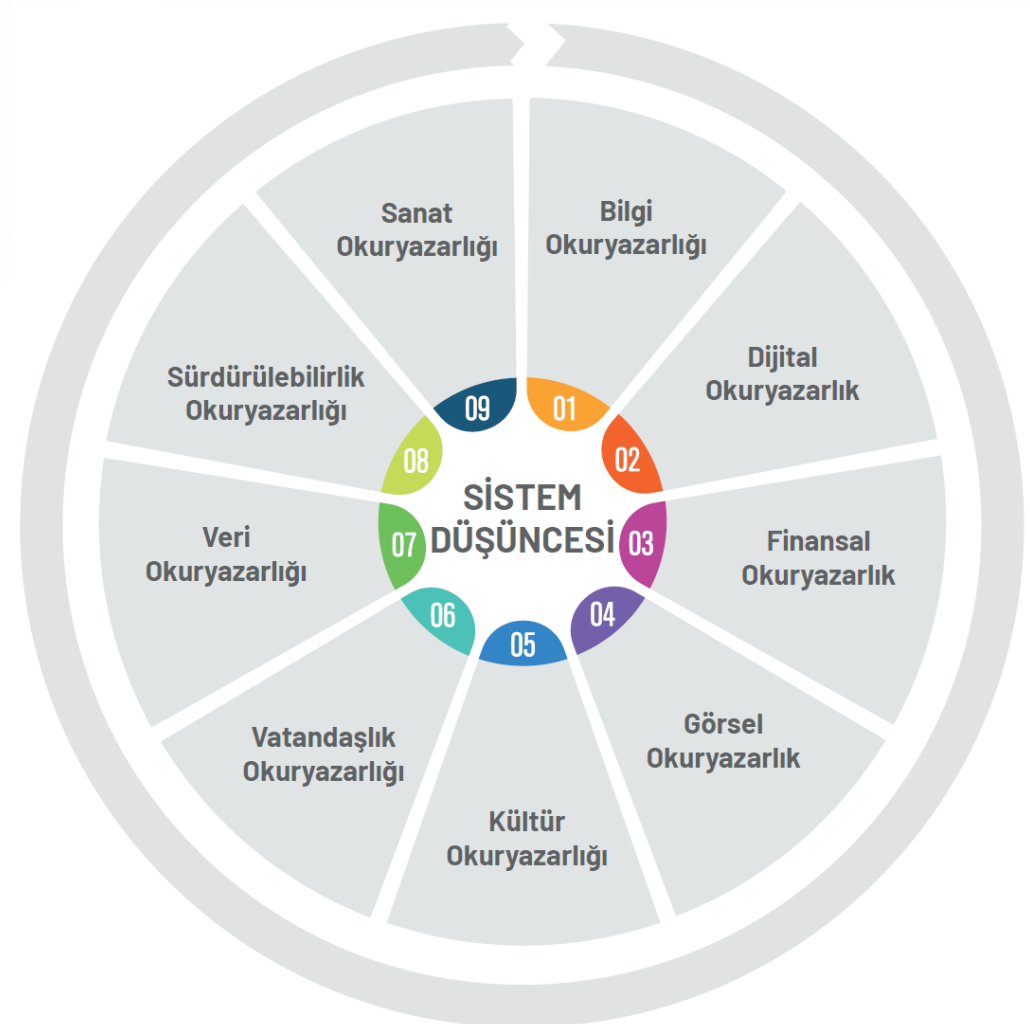 SİSTEM
DÜŞÜNCESİ
01
Bilgi
Okuryazarlığı
02
Dijital
Okuryazarlık
03
Finansal
Okuryazarlık
04
Görsel
Okuryazarlık
05
Kültür
Okuryazarlığı
06
Vatandaşlık
Okuryazarlığı
07
Veri
Okuryazarlığı
08
Sürdürülebilirlik
Okuryazarlığı
09
Sanat
Okuryazarlığı